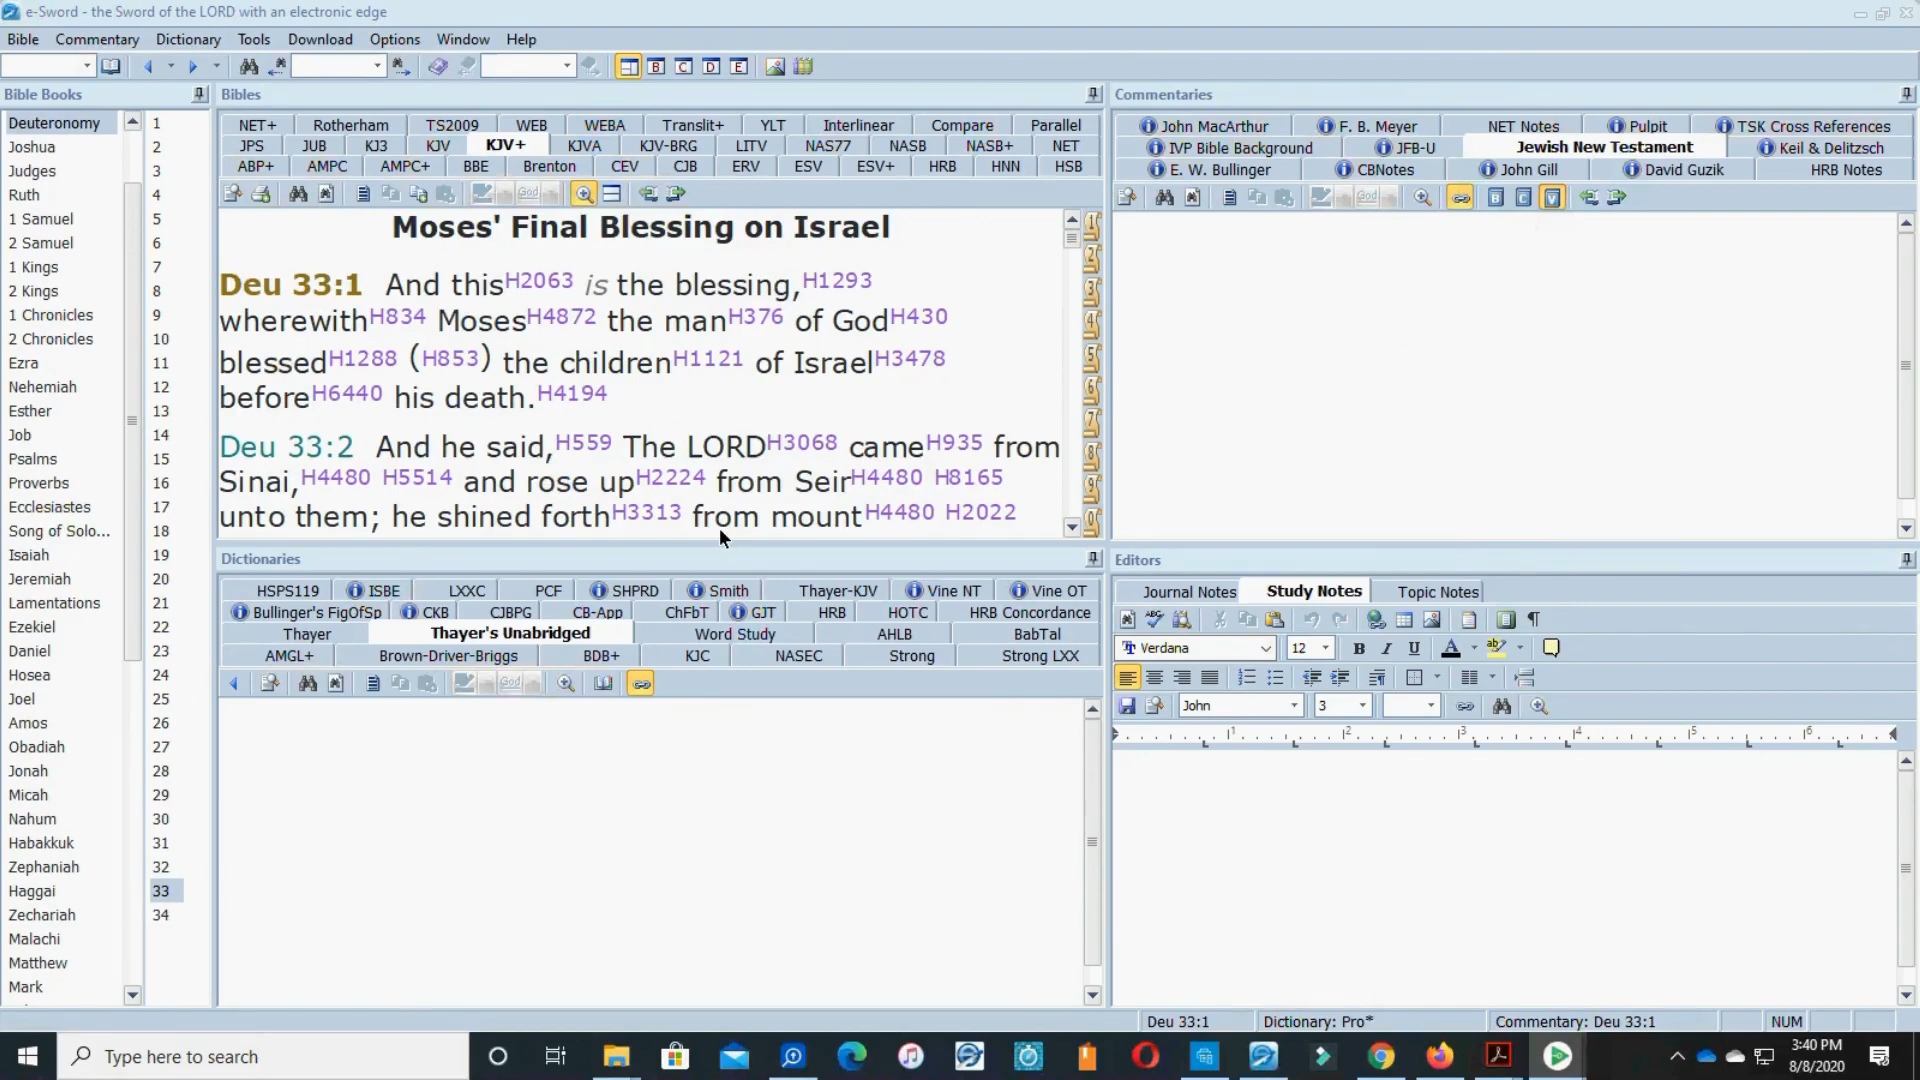 e-Sword - the Sword of the LORD with an electronic edge
Bible Commentary Dictionary Tools Download Options Window Help
Bible Books
Deuteronomy
Joshua
Judges
Ruth
1 Samuel
2 Samuel
1 Kings
2 Kings
1 Chronicles
2 Chronicles
Ezra
Nehemiah
Esther
Job
Psalms
Proverbs
Ecclesiastes
Song of Solo...
Isaiah
Jeremiah
Lamentations
Ezekiel
Daniel
Hosea
Joel
Amos
Obadiah
Jonah
Micah
Nahum
Habakkuk
Zephaniah
Haggai
Zechariah
Malachi
Matthew
Mark
1
2
3
4
5
6
7
8
9
10
11
12
13
14
15
16
17
18
19
20
21
22
23
24
25
26
27
28
29
30
31
32
33
34
Bibles
NET+ Rotherham TS2009 WEB WEBA Translit+ YLT Interlinear Compare Parallel
JPS JUB KJ3 KJV KJV+ KJVA KJV-BRG LITV NAS77 NASB NASB+ NET
ABP+ AMPC AMPC+ BBE Brenton CEV CJB ERV ESV ESV+ HRB HNN HSB
Moses' Final Blessing on Israel
Deu 33:1 And thisH2063 is the blessing,H1293
wherewithH834 MosesH4872 the manH376 of GodH430
blessedH1288 (H853) the childrenH1121 of IsraelH3478
beforeH6440 his death.H4194
Deu 33:2 And he said,H559 The LORDH3068 cameH935 from
Sinai,H4480 H5514 and rose upH2224 from SeirH4480 H8165
unto them; he shined forthH3313 from mountH4480 H2022
Commentaries
John MacArthur F. B. Meyer NET Notes Pulpit TSK Cross References
IVP Bible Background JFB-U Jewish New Testament Keil & Delitzsch
E. W. Bullinger CBNotes John Gill David Guzik HRB Notes
Dictionaries
HSPS119 ISBE LXXC PCF SHPRD Smith Thayer-KJV Vine NT Vine OT
Bullinger's FigOfSp CKB CJBPG CB-App ChFbT GJT HRB HOTC HRB Concordance
Thayer Thayer's Unabridged Word Study AHLB BabTal
AMGL+ Brown-Driver-Briggs BDB+ KJC NASEC Strong Strong LXX
Editors
Journal Notes Study Notes Topic Notes
Verdana 12 B I U A
John 3
1 2 3 4 5 6
Deu 33:1 Dictionary: Pro* Commentary: Deu 33:1 NUM
Type here to search
3:40 PM
8/8/2020